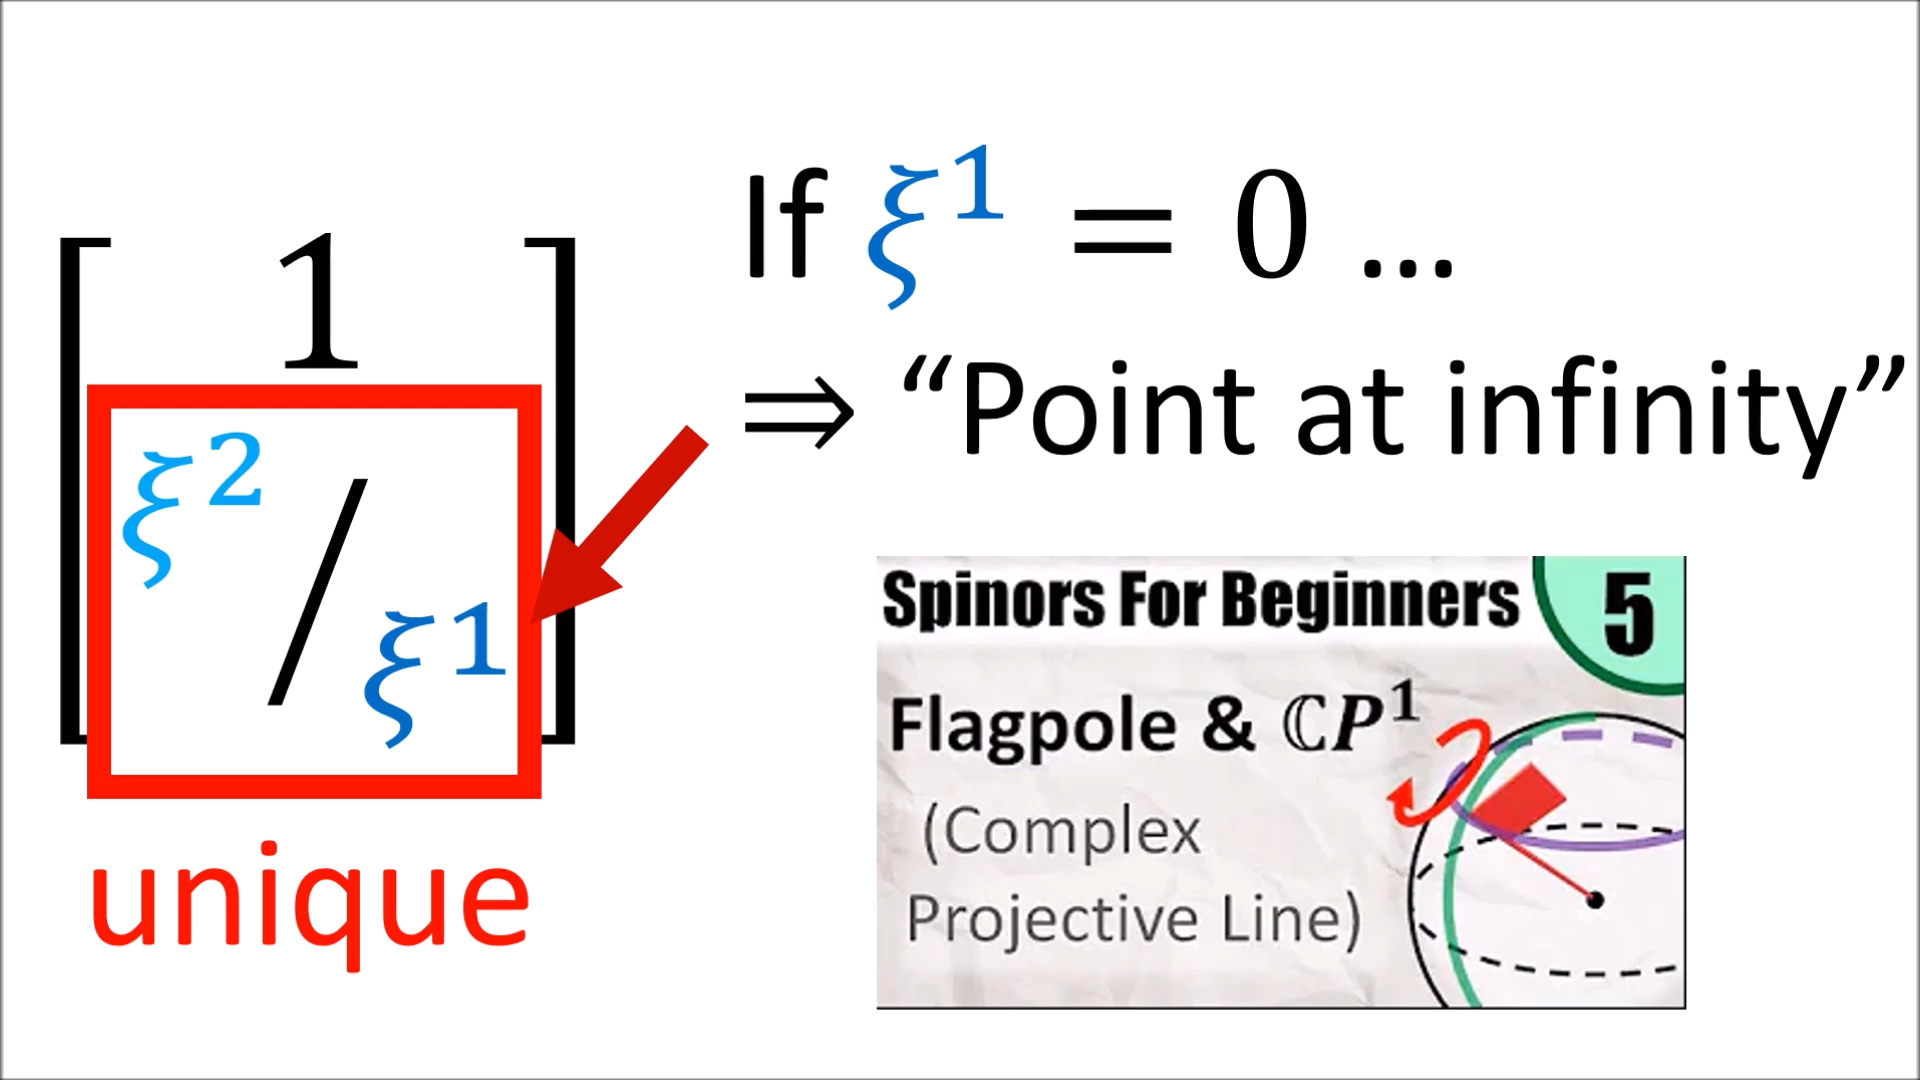 1
ξ² / ξ¹
unique
If ξ¹ = 0 ...
⇒ “Point at infinity”
Spinors For Beginners 5
Flagpole & ℂP¹
(Complex
Projective Line)